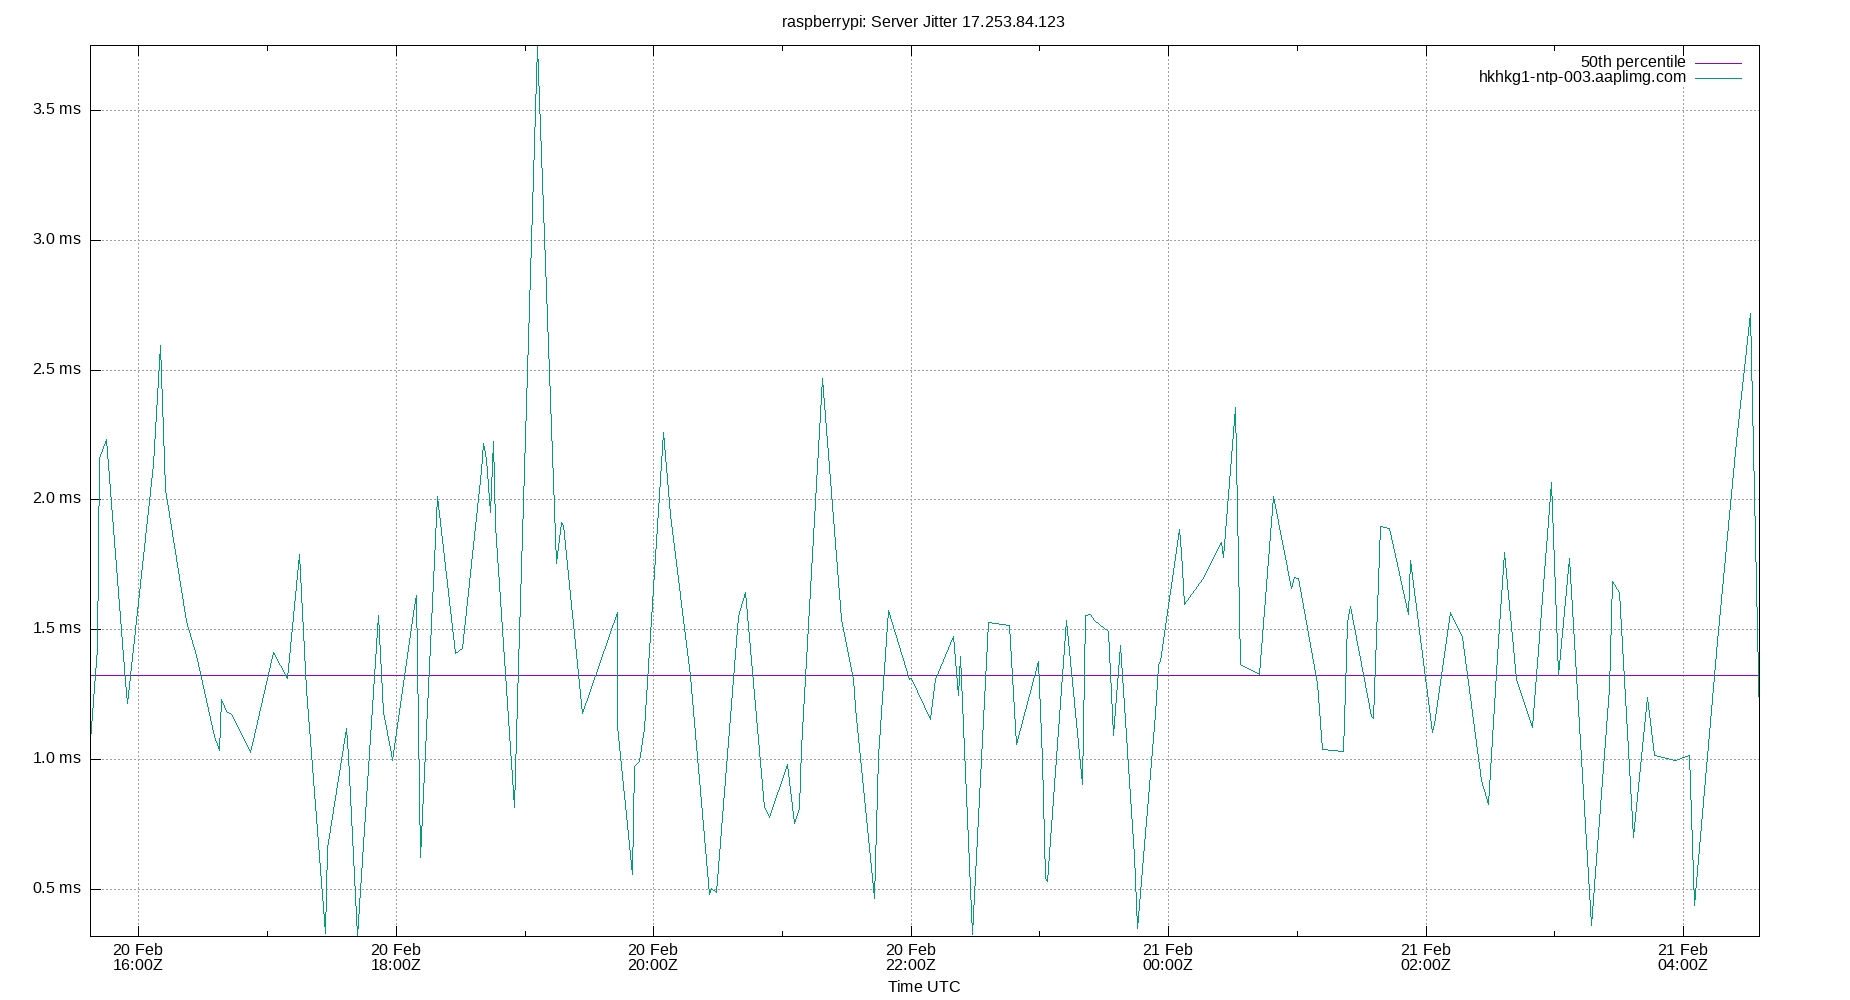 raspberrypi: Server Jitter 17.253.84.123
50th percentile
hkhkg1-ntp-003.aaplimg.com
3.5 ms
3.0 ms
2.5 ms
2.0 ms
1.5 ms
1.0 ms
0.5 ms
20 Feb 20 Feb 20 Feb 20 Feb 21 Feb 21 Feb 21 Feb
16:00Z 18:00Z 20:00Z 22:00Z 00:00Z 02:00Z 04:00Z
Time UTC